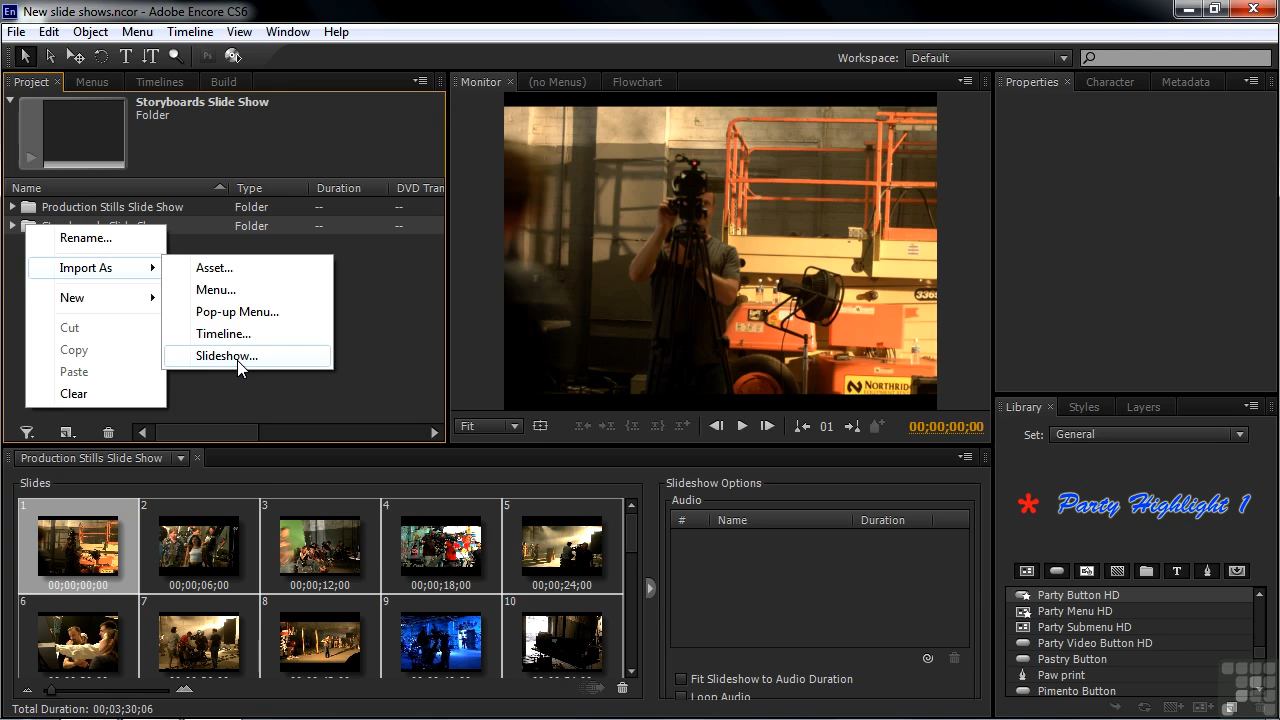 En New slide shows.ncor - Adobe Encore CS6
File Edit Object Menu Timeline View Window Help
Workspace: Default
Project Menus Timelines Build
Monitor (no Menus) Flowchart
Properties Character Metadata
Storyboards Slide Show
Folder
Name Type Duration DVD Tran
Production Stills Slide Show Folder --
Folder --
Rename...
Import As
New
Cut
Copy
Paste
Clear
Asset...
Menu...
Pop-up Menu...
Timeline...
Slideshow...
NORTHRID
Fit
01
00;00;00;00
Library Styles Layers
Set: General
* Party Highlight 1
T
Party Button HD
Party Menu HD
Party Submenu HD
Party Video Button HD
Pastry Button
Paw print
Pimento Button
Production Stills Slide Show
Slides
1 2 3 4 5
00;00;00;00 00;00;06;00 00;00;12;00 00;00;18;00 00;00;24;00
6 7 8 9 10
Slideshow Options
Audio
# Name Duration
Fit Slideshow to Audio Duration
Loop Audio
Total Duration: 00;03;30;06